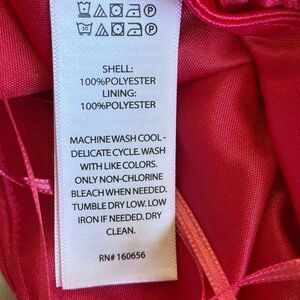 SHELL:
100%POLYESTER
LINING:
100%POLYESTER
MACHINE WASH COOL -
DELICATE CYCLE. WASH
WITH LIKE COLORS.
ONLY NON-CHLORINE
BLEACH WHEN NEEDED.
TUMBLE DRY LOW. LOW
IRON IF NEEDED. DRY
CLEAN.
RN# 160656